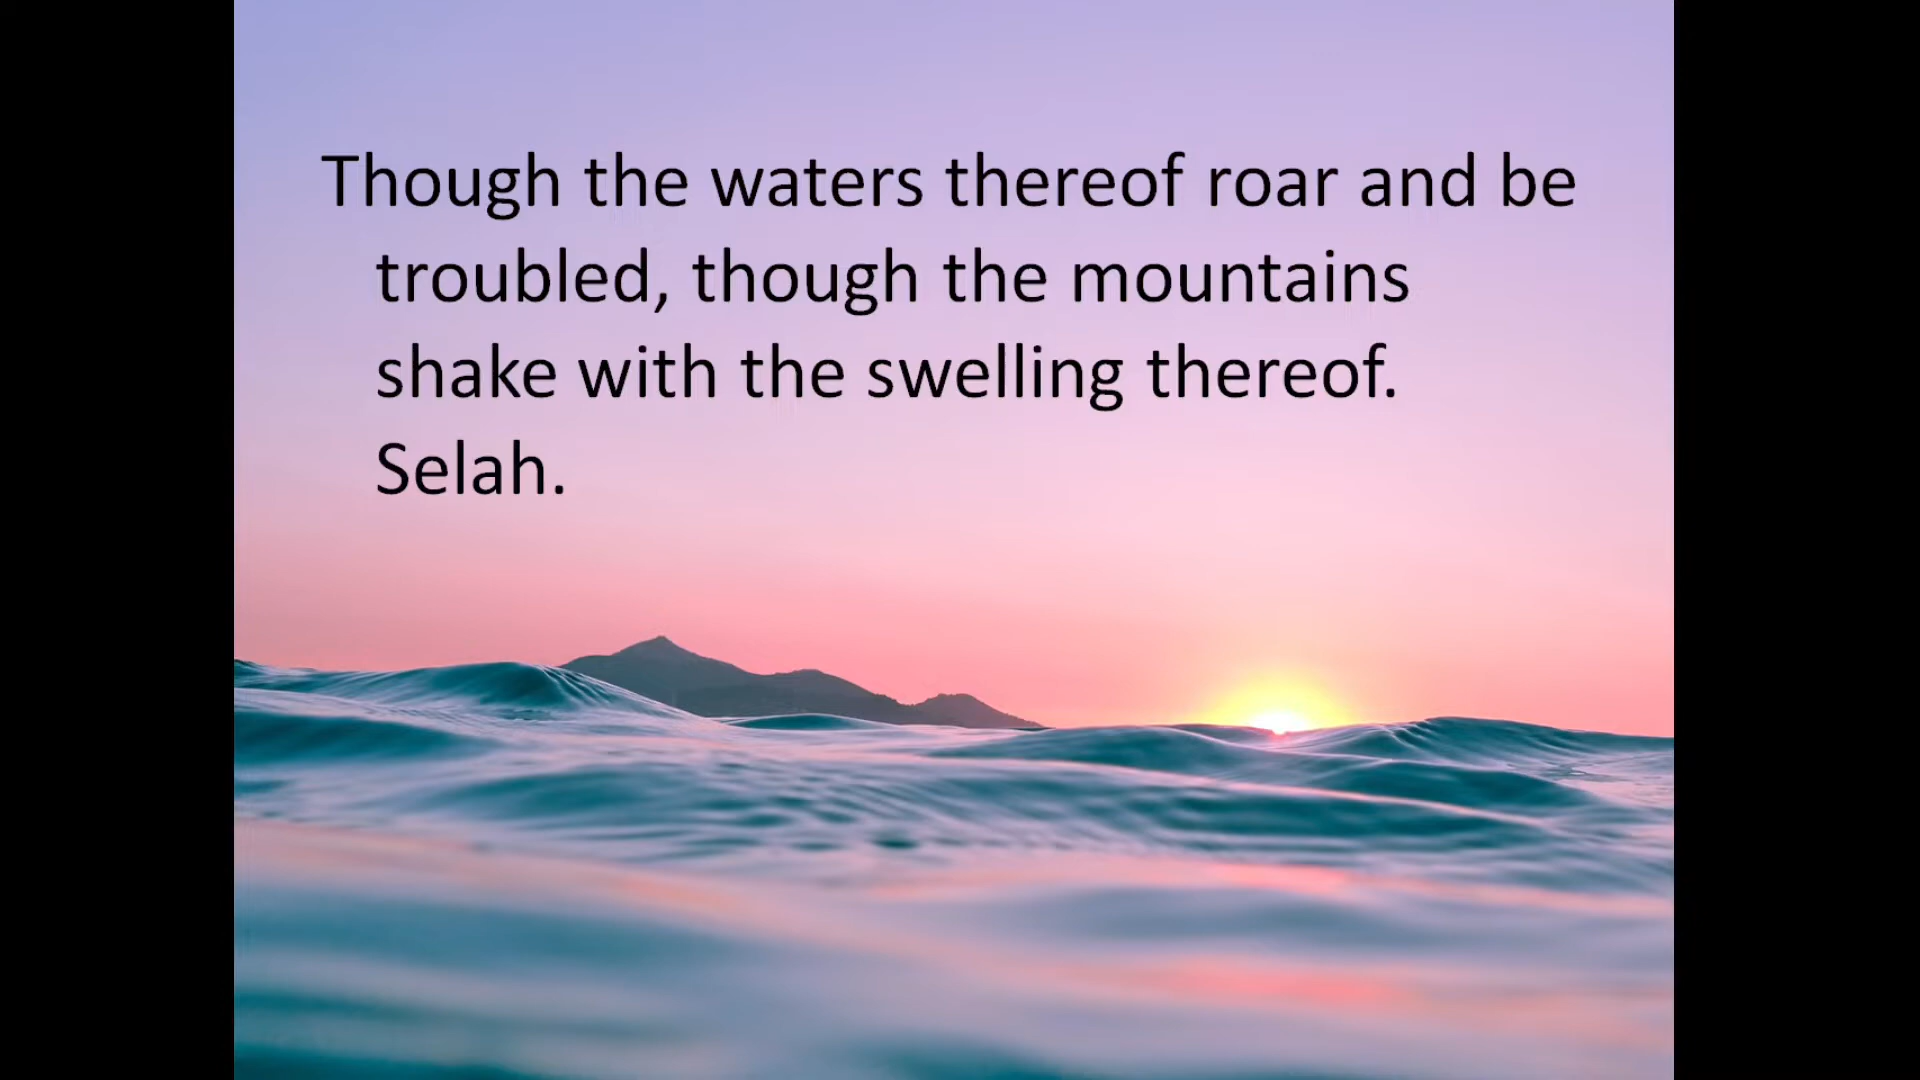 Though the waters thereof roar and be
troubled, though the mountains
shake with the swelling thereof.
Selah.